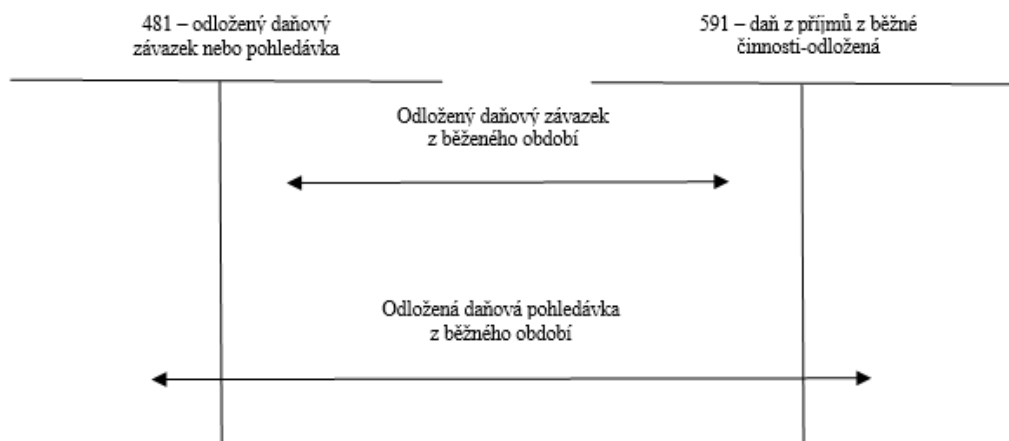 481 – odložený daňový
závazek nebo pohledávka
591 – daň z příjmů z běžné
činnosti-odložená
Odložený daňový závazek
z běženého období
Odložená daňová pohledávka
z běžného období